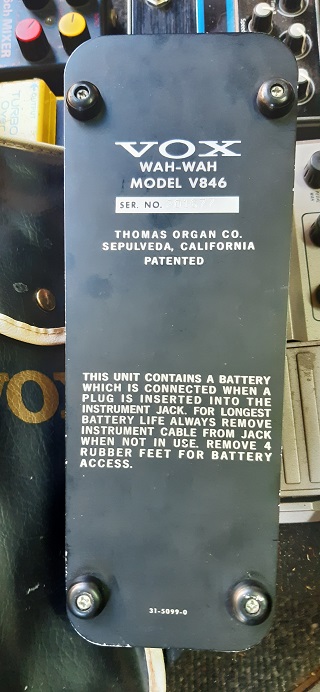 MIXER
TURBO
VOX
WAH-WAH
MODEL V846
SER. NO.
THOMAS ORGAN CO.
SEPULVEDA, CALIFORNIA
PATENTED
THIS UNIT CONTAINS A BATTERY
WHICH IS CONNECTED WHEN A
PLUG IS INSERTED INTO THE
INSTRUMENT JACK. FOR LONGEST
BATTERY LIFE ALWAYS REMOVE
INSTRUMENT CABLE FROM JACK
WHEN NOT IN USE. REMOVE 4
RUBBER FEET FOR BATTERY
ACCESS.
31-5099-0